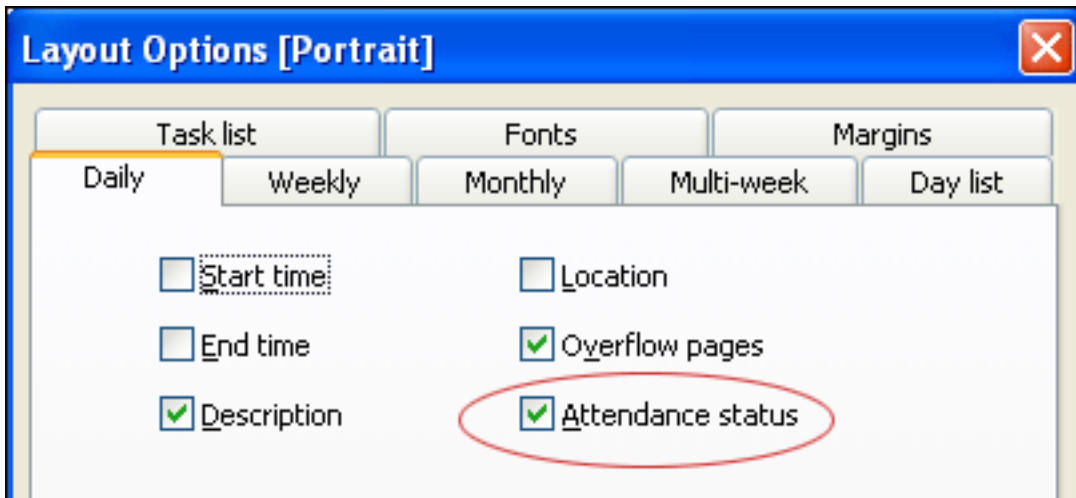 Layout Options [Portrait]
Task list Fonts Margins
Daily Weekly Monthly Multi-week Day list
Start time Location
End time Overflow pages
Description Attendance status